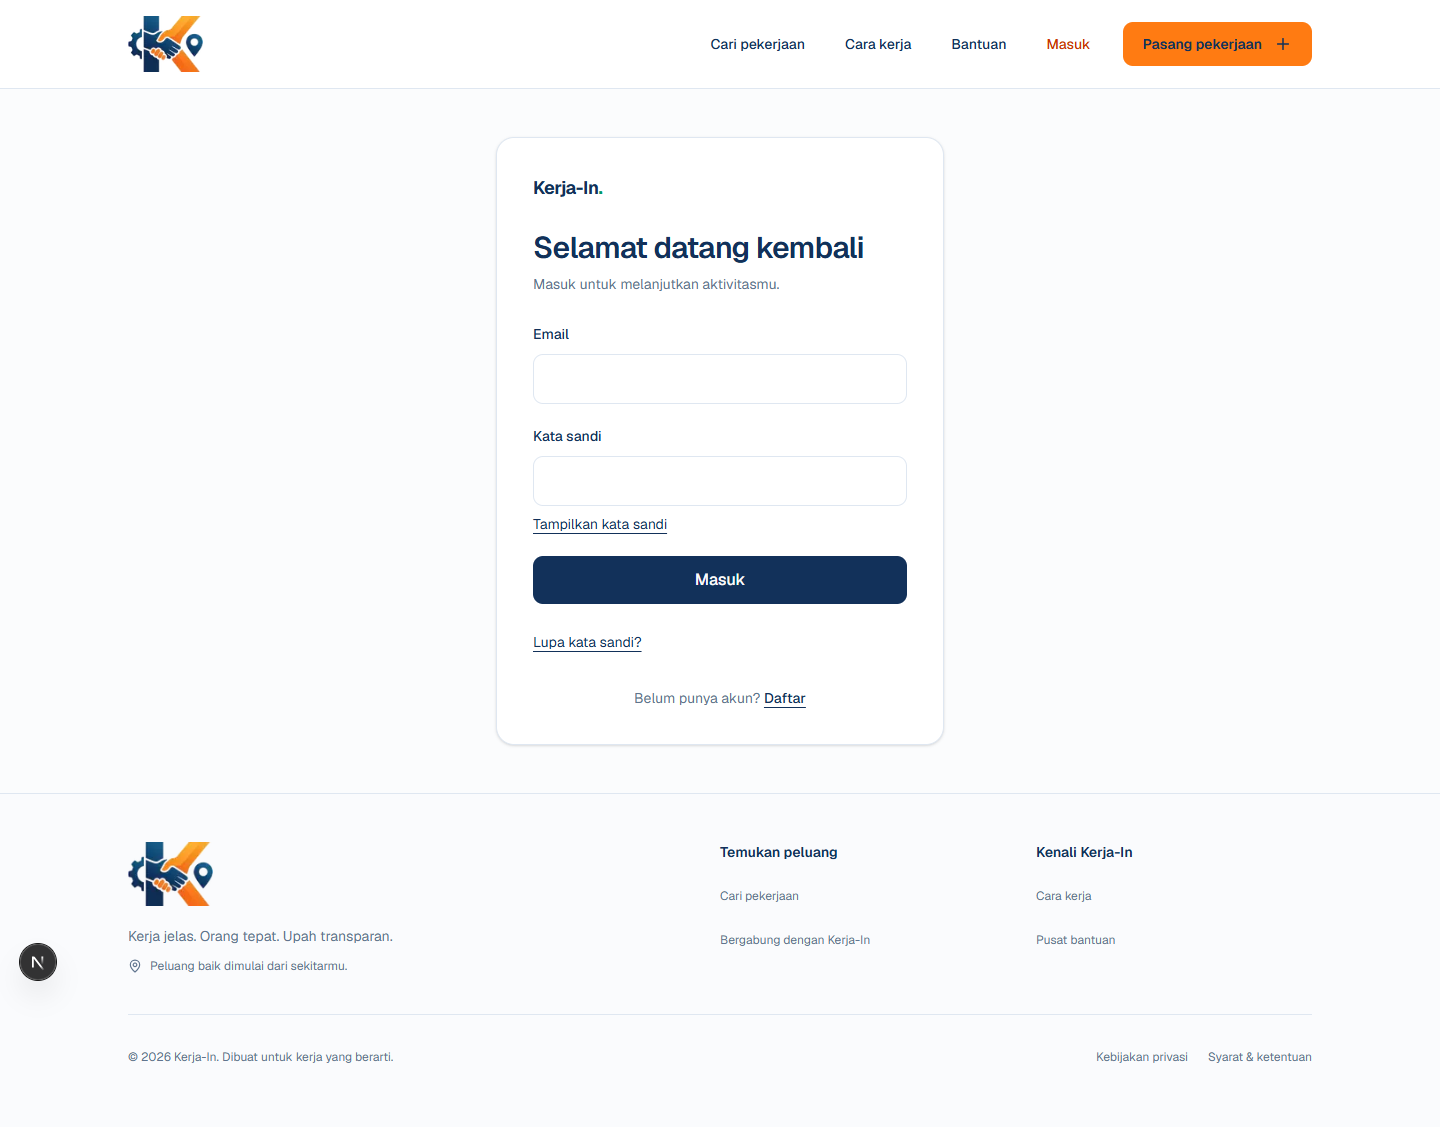 Cari pekerjaan
Cara kerja
Bantuan
Masuk
Pasang pekerjaan
Kerja-In.
Selamat datang kembali
Masuk untuk melanjutkan aktivitasmu.
Email
Kata sandi
Tampilkan kata sandi
Masuk
Lupa kata sandi?
Belum punya akun? Daftar
Kerja jelas. Orang tepat. Upah transparan.
Peluang baik dimulai dari sekitarmu.
Temukan peluang
Cari pekerjaan
Bergabung dengan Kerja-In
Kenali Kerja-In
Cara kerja
Pusat bantuan
N
© 2026 Kerja-In. Dibuat untuk kerja yang berarti.
Kebijakan privasi
Syarat & ketentuan